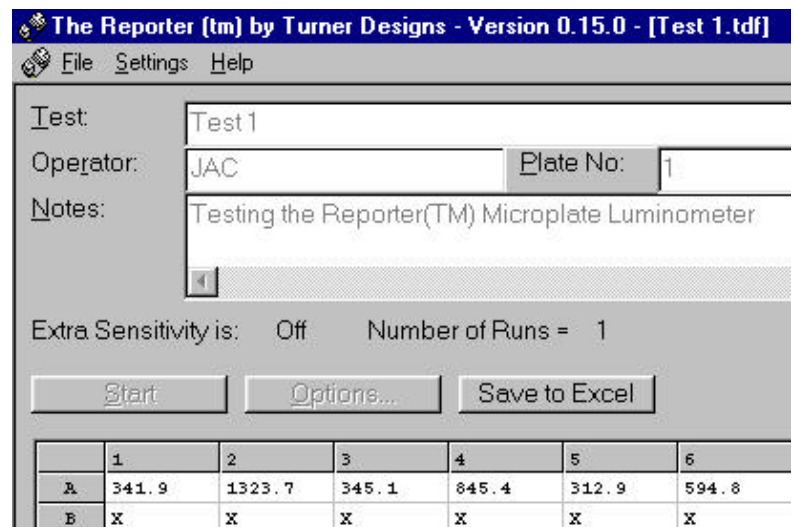 The Reporter (tm) by Turner Designs - Version 0.15.0 - [Test 1.tdf]
File Settings Help
Test: Test 1
Operator: JAC Plate No: 1
Notes: Testing the Reporter(TM) Microplate Luminometer
Extra Sensitivity is: Off Number of Runs = 1
Start Options... Save to Excel
1 2 3 4 5 6
A 341.9 1323.7 345.1 845.4 312.9 594.8
B X X X X X X